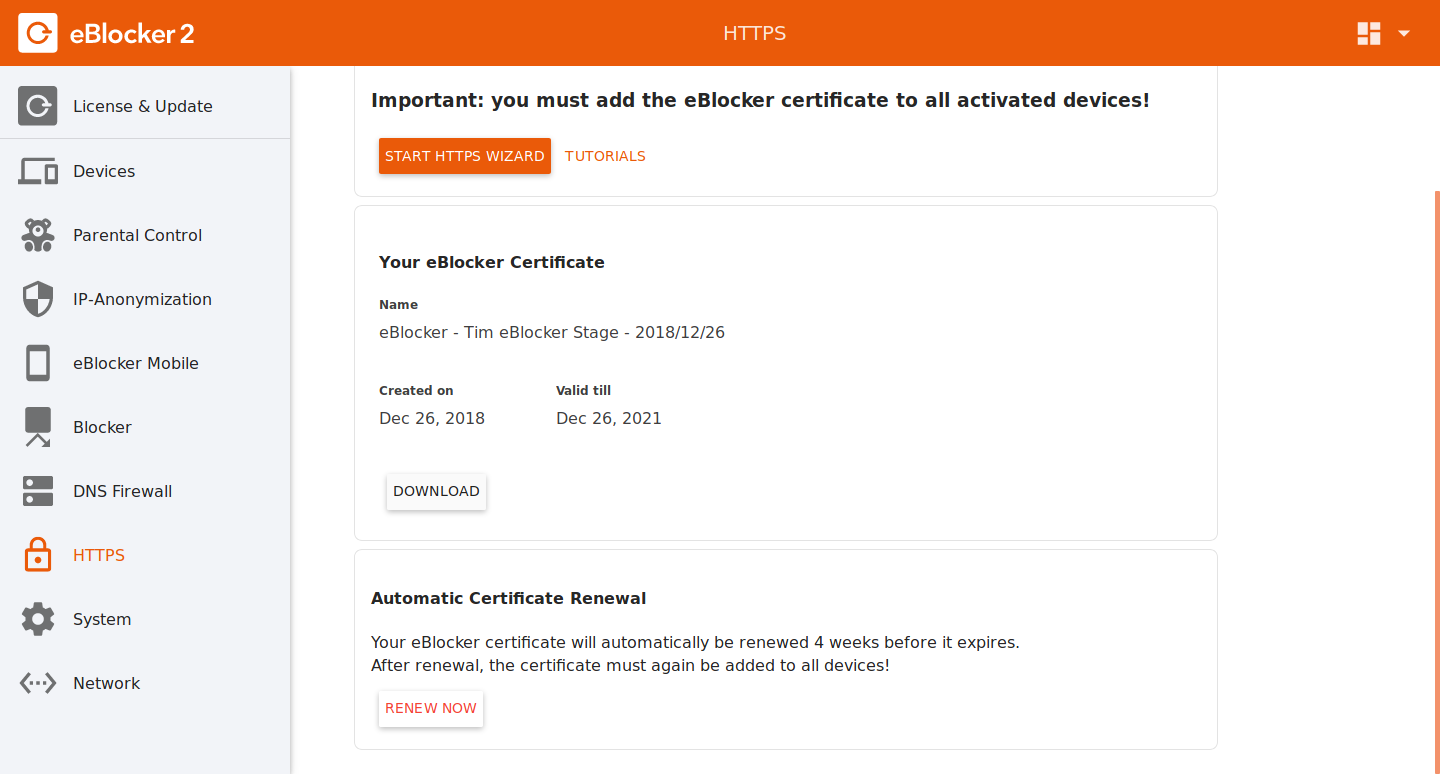 eBlocker 2
HTTPS
License & Update
Devices
Parental Control
IP-Anonymization
eBlocker Mobile
Blocker
DNS Firewall
HTTPS
System
Network
Important: you must add the eBlocker certificate to all activated devices!
START HTTPS WIZARD TUTORIALS
Your eBlocker Certificate
Name
eBlocker - Tim eBlocker Stage - 2018/12/26
Created on Valid till
Dec 26, 2018 Dec 26, 2021
DOWNLOAD
Automatic Certificate Renewal
Your eBlocker certificate will automatically be renewed 4 weeks before it expires.
After renewal, the certificate must again be added to all devices!
RENEW NOW